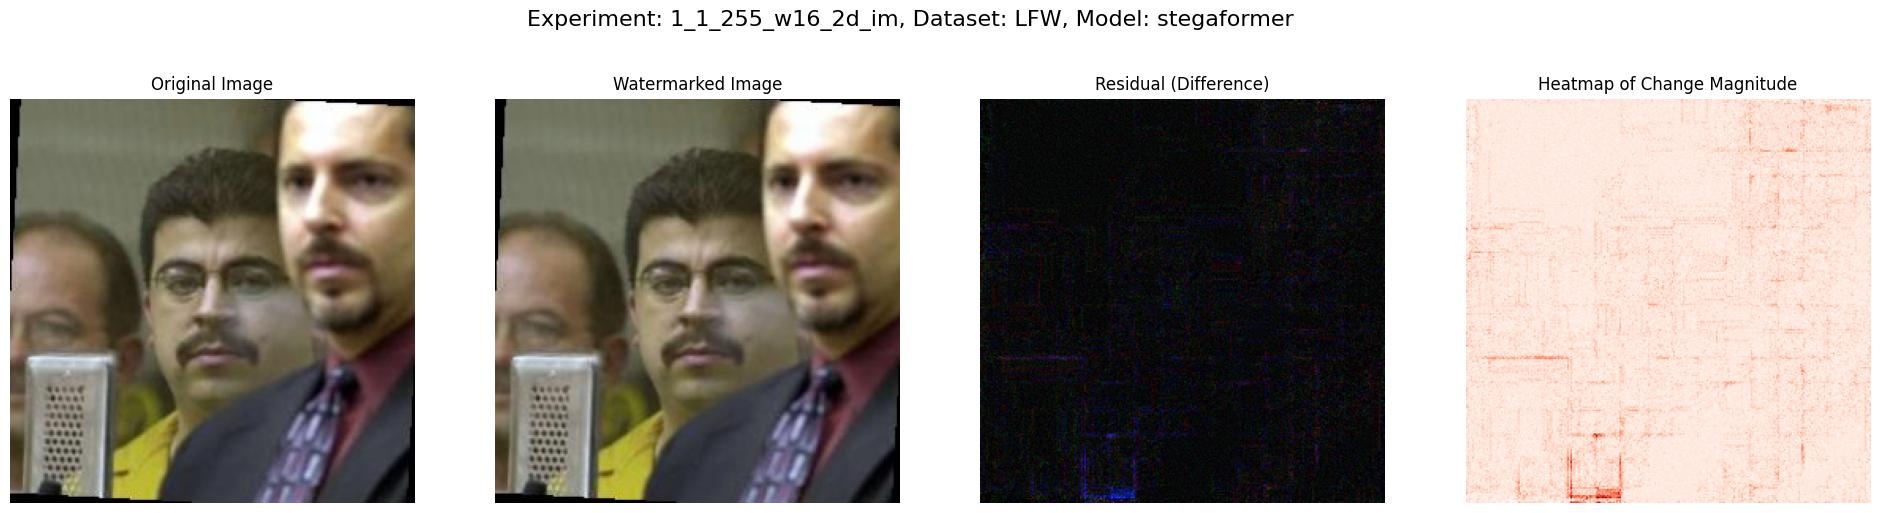 Experiment: 1_1_255_w16_2d_im, Dataset: LFW, Model: stegaformer
Original Image
Watermarked Image
Residual (Difference)
Heatmap of Change Magnitude